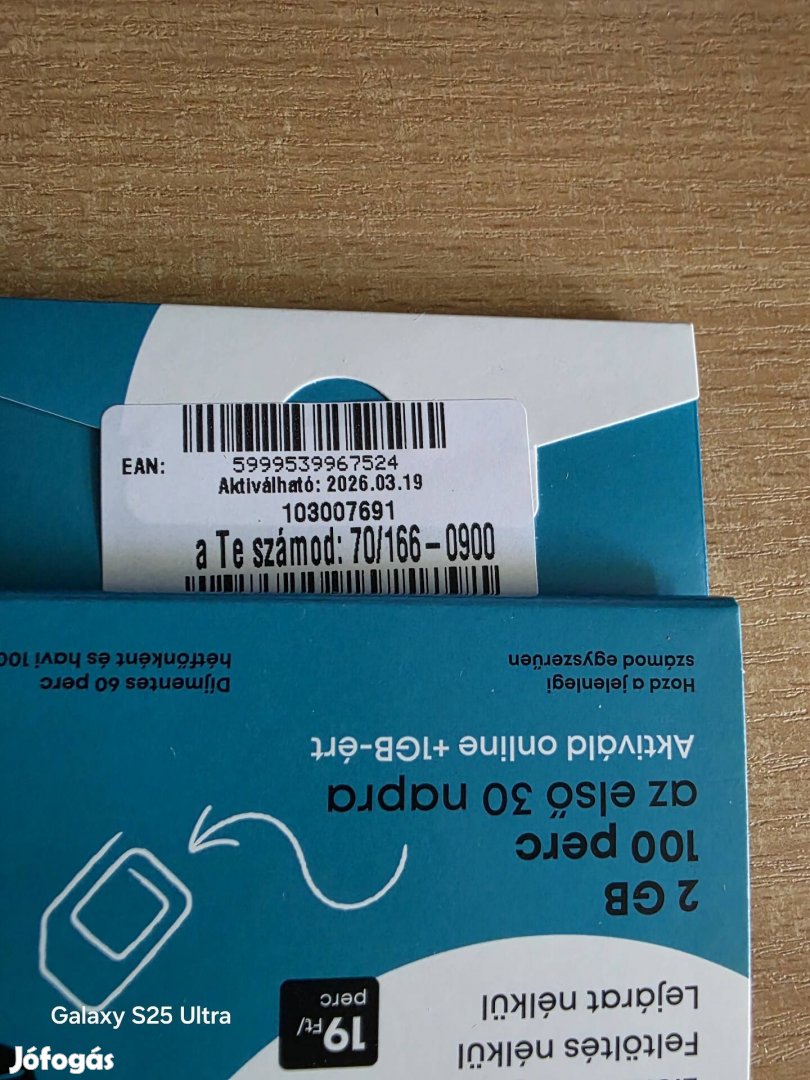 EAN:
5999539967524
Aktiválható: 2026.03.19
103007691
a Te számod: 70/166-0900
Feltöltés nélkül
Lejárat nélkül
19 Ft/
perc
2 GB
100 perc
az első 30 napra
Aktiváld online +1GB-ért
Hozd a jelenlegi
számod egyszerűen
Díjmentes 60 perc
hétfőnként és havi 100
Galaxy S25 Ultra
Jófogás